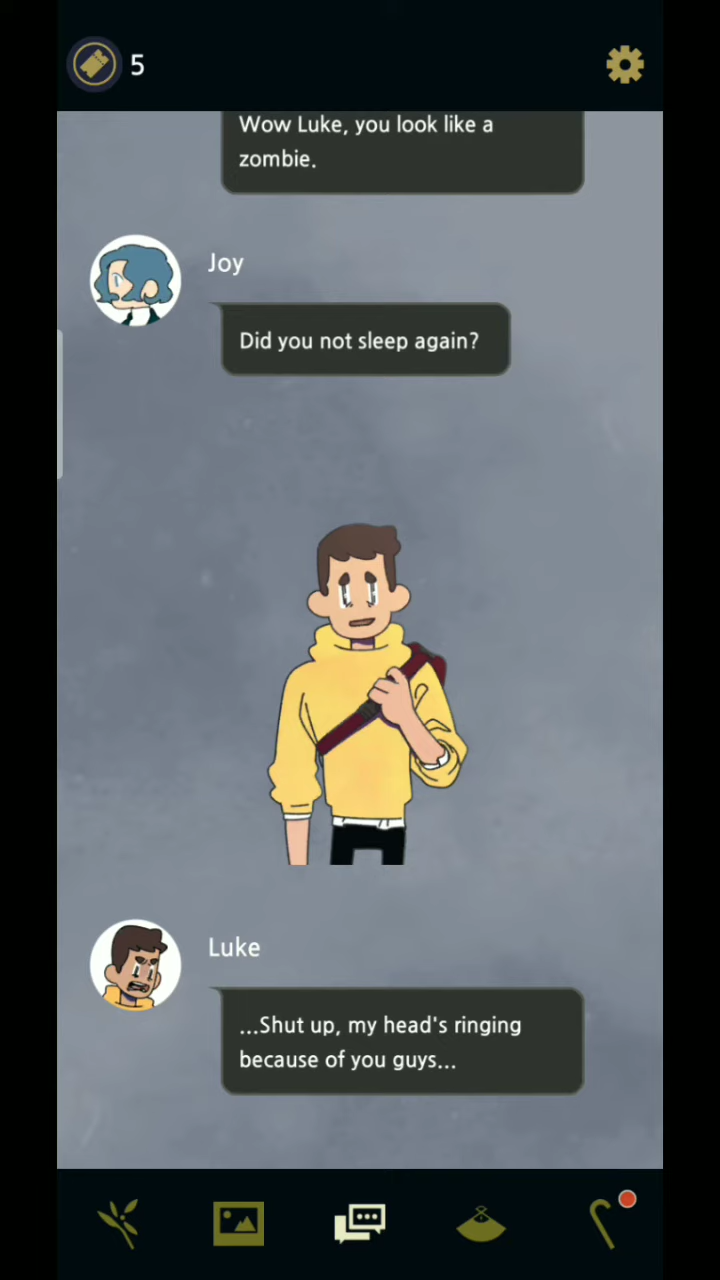 5
Wow Luke, you look like a
zombie.
Joy
Did you not sleep again?
Luke
...Shut up, my head's ringing
because of you guys...